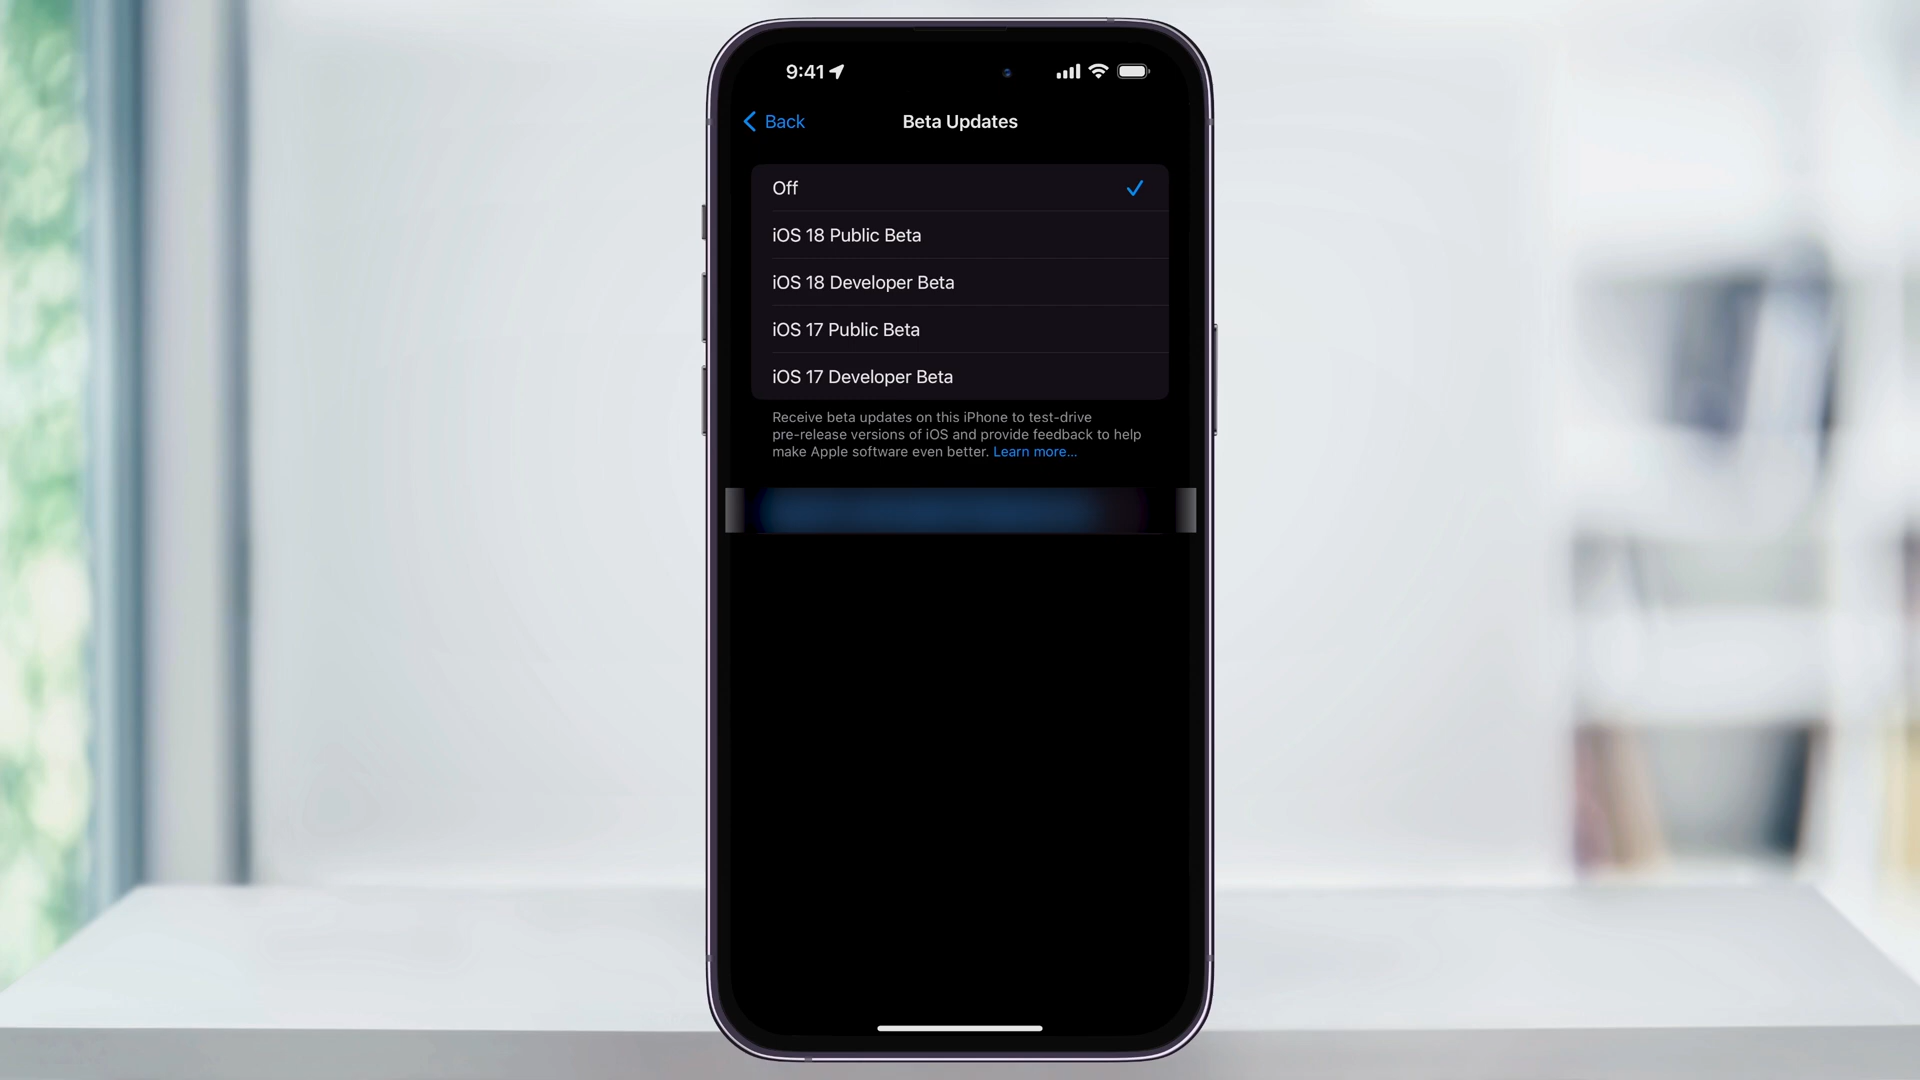 9:41
Back
Beta Updates
Off
iOS 18 Public Beta
iOS 18 Developer Beta
iOS 17 Public Beta
iOS 17 Developer Beta
Receive beta updates on this iPhone to test-drive
pre-release versions of iOS and provide feedback to help
make Apple software even better. Learn more...